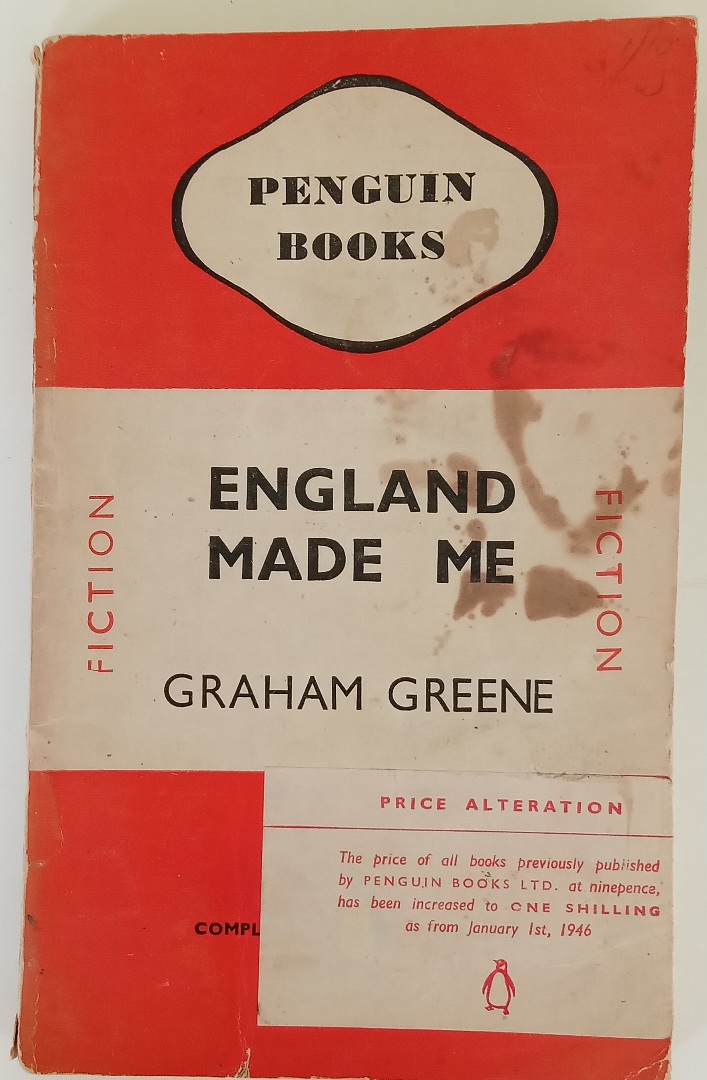 PENGUIN
BOOKS
ENGLAND
MADE ME
FICTION
FICTION
GRAHAM GREENE
PRICE ALTERATION
The price of all books previously published
by PENGUIN BOOKS LTD. at ninepence,
has been increased to ONE SHILLING
as from January 1st, 1946
COMPL